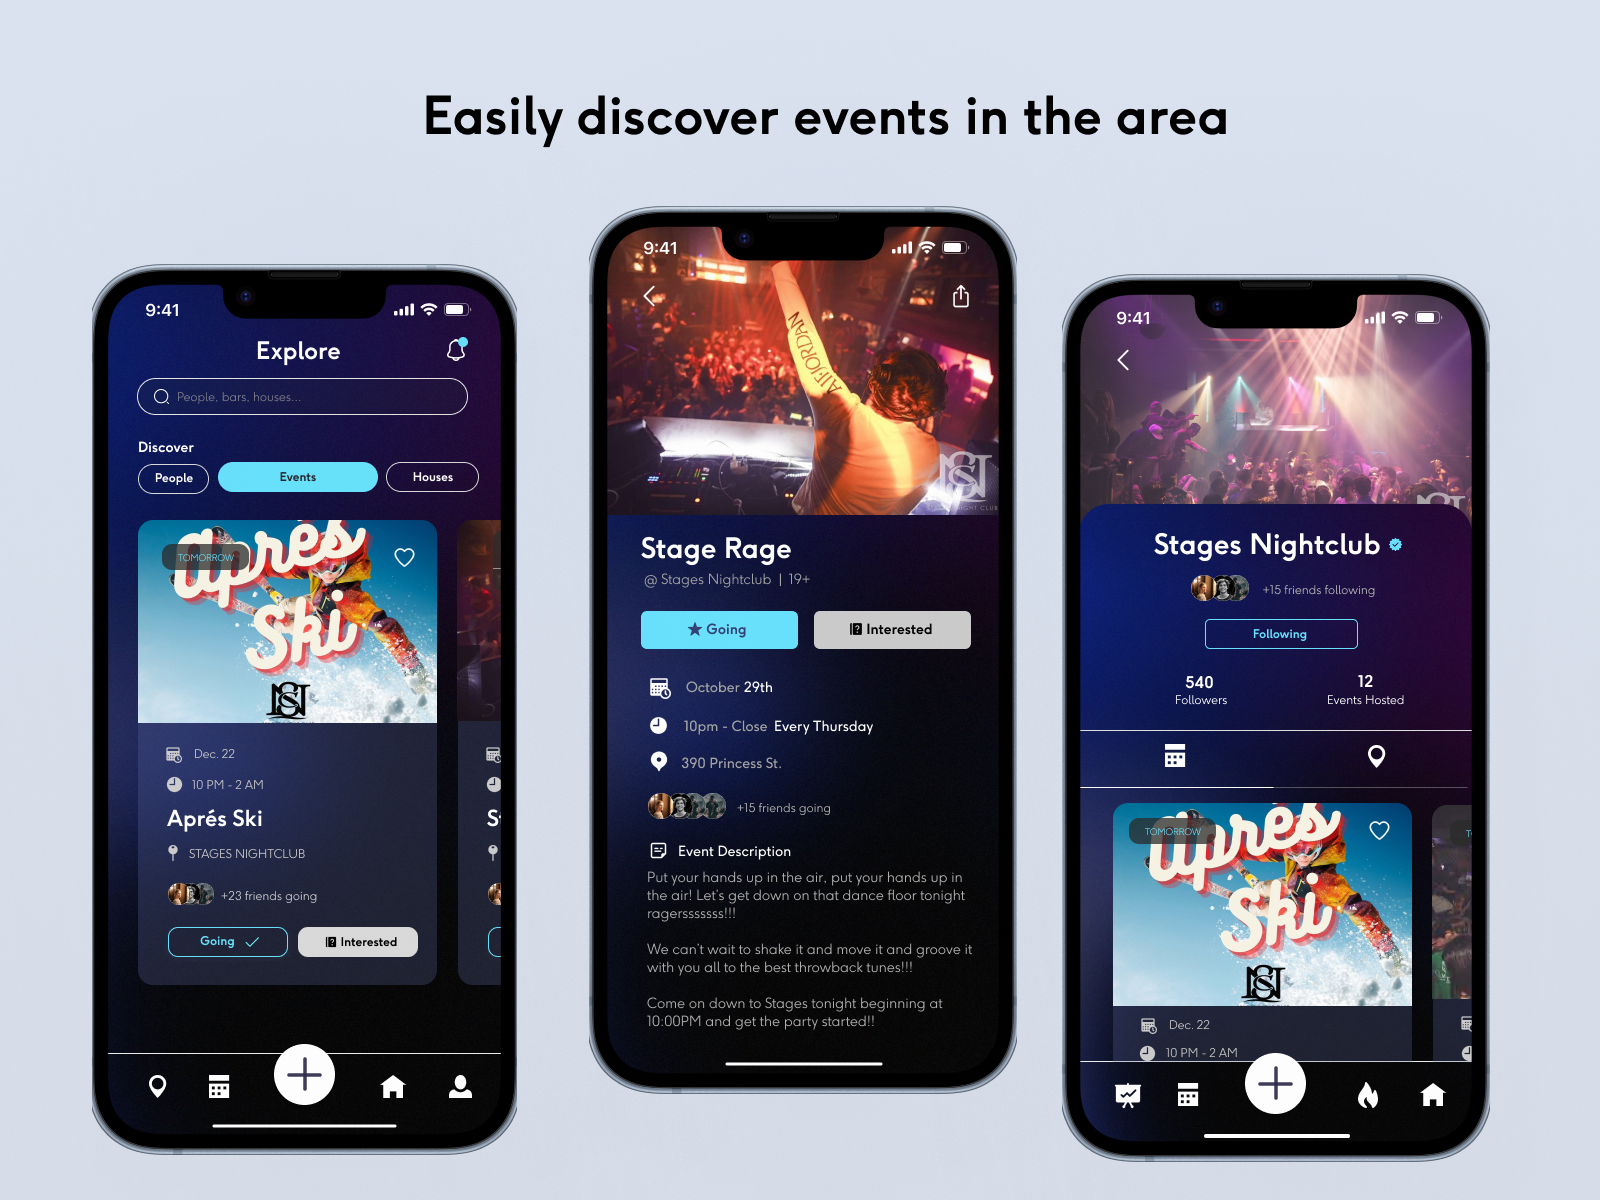 Easily discover events in the area
9:41
Explore
People, bars, houses...
Discover
People
Events
Houses
TOMORROW
Aprés
Ski
Dec. 22
10 PM - 2 AM
Aprés Ski
STAGES NIGHTCLUB
+23 friends going
Going
Interested
9:41
AIR JORDAN
NIGHT CLUB
Stage Rage
@ Stages Nightclub | 19+
Going
Interested
October 29th
10pm - Close Every Thursday
390 Princess St.
+15 friends going
Event Description
Put your hands up in the air, put your hands up in
the air! Let's get down on that dance floor tonight
ragersssssss!!!
We can't wait to shake it and move it and groove it
with you all to the best throwback tunes!!!
Come on down to Stages tonight beginning at
10:00PM and get the party started!!
9:41
Stages Nightclub
+15 friends following
Following
540
Followers
12
Events Hosted
TOMORROW
apres
Ski
Dec. 22
10 PM - 2 AM